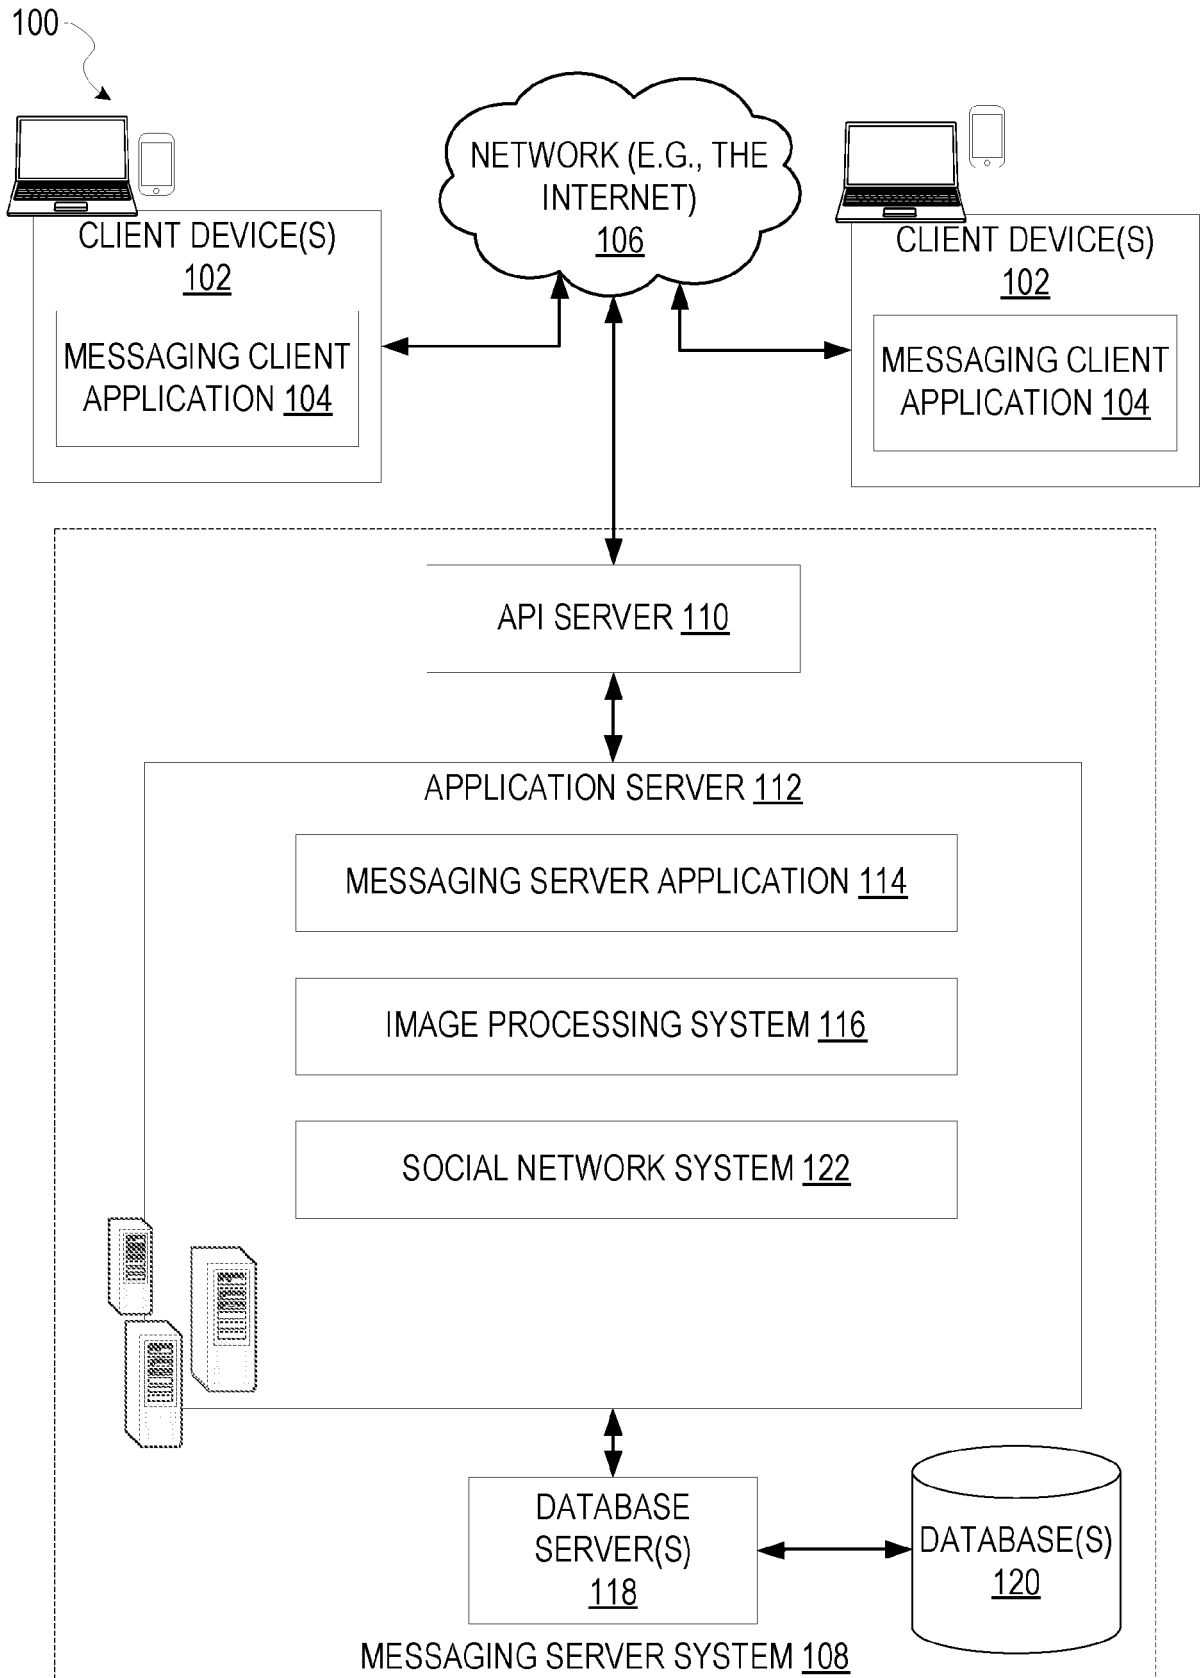 100
NETWORK (E.G., THE
INTERNET)
106
CLIENT DEVICE(S)
102
MESSAGING CLIENT
APPLICATION 104
CLIENT DEVICE(S)
102
MESSAGING CLIENT
APPLICATION 104
API SERVER 110
APPLICATION SERVER 112
MESSAGING SERVER APPLICATION 114
IMAGE PROCESSING SYSTEM 116
SOCIAL NETWORK SYSTEM 122
DATABASE
SERVER(S)
118
DATABASE(S)
120
MESSAGING SERVER SYSTEM 108